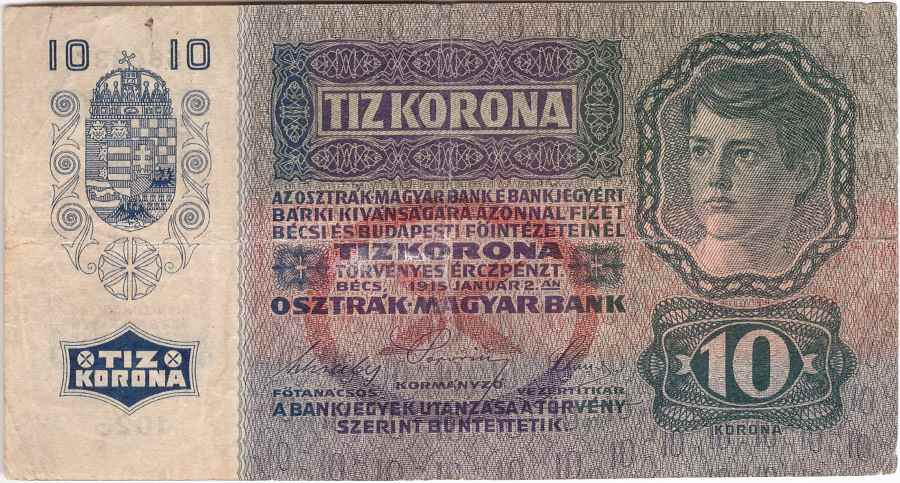 10 10
TIZ KORONA
AZ OSZTRÁK-MAGYAR BANK E BANKJEGYÉRT
BÁRKI KIVÁNSÁGÁRA AZONNAL FIZET
BÉCSI ÉS BUDAPESTI FŐINTÉZETEINÉL
TIZ KORONA
TÖRVÉNYES ÉRCZPÉNZT.
BÉCS, 1915 JANUÁR 2.ÁN
OSZTRÁK-MAGYAR BANK
FŐTANÁCSOS KORMÁNYZÓ VEZÉRTITKÁR
A BANKJEGYEK UTÁNZÁSA A TÖRVÉNY
SZERINT BÜNTETTETIK.
TIZ
KORONA
10
KORONA